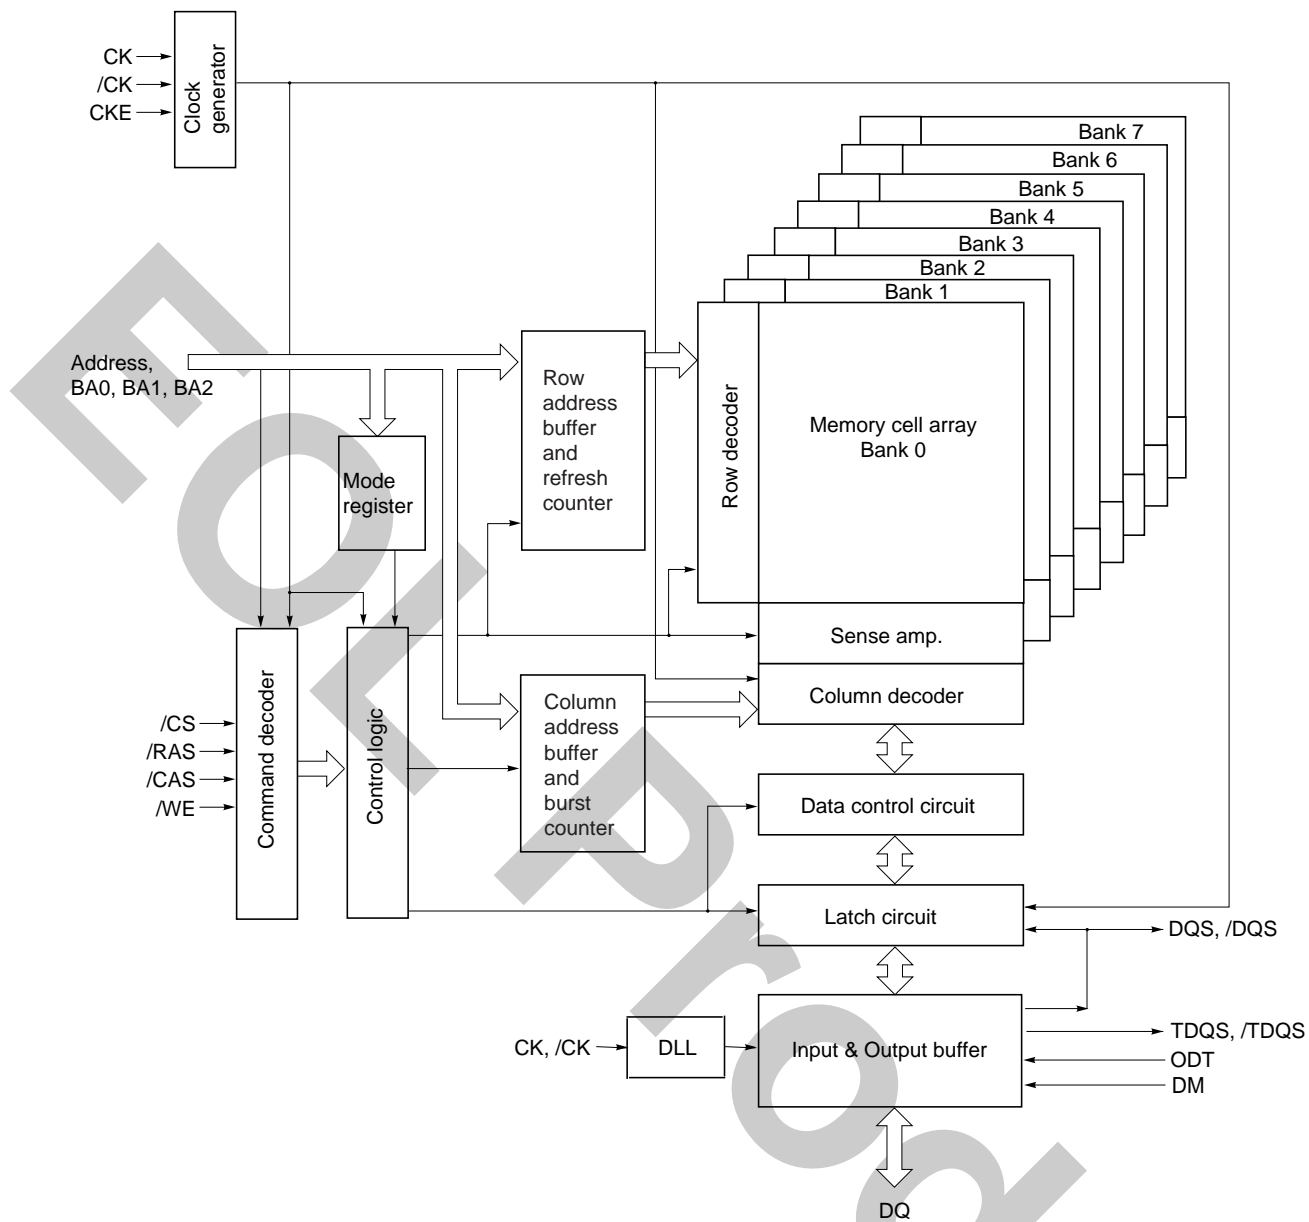 CK
/CK
CKE
Clock
generator
Bank 7
Bank 6
Bank 5
Bank 4
Bank 3
Bank 2
Bank 1
Address,
BA0, BA1, BA2
Mode
register
Row
address
buffer
and
refresh
counter
Row decoder
Memory cell array
Bank 0
Sense amp.
Column decoder
/CS
/RAS
/CAS
/WE
Command decoder
Control logic
Column
address
buffer
and
burst
counter
Data control circuit
Latch circuit
DQS, /DQS
CK, /CK
DLL
Input & Output buffer
TDQS, /TDQS
ODT
DM
DQ
EOL Prod